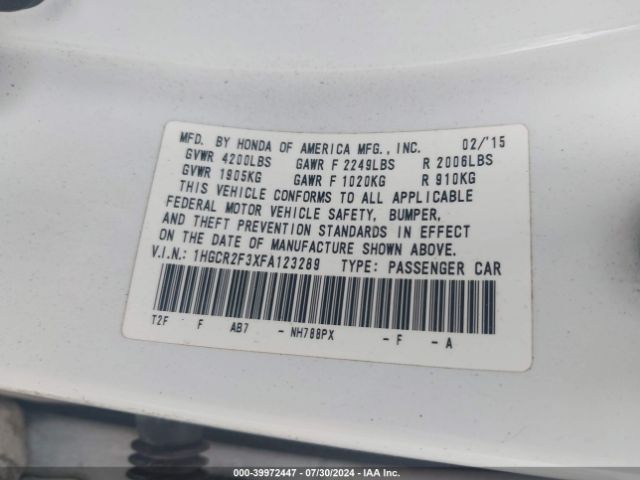 MFD. BY HONDA OF AMERICA MFG., INC. 02/'15
GVWR 4200LBS GAWR F 2249LBS R 2006LBS
GVWR 1905KG GAWR F 1020KG R 910KG
THIS VEHICLE CONFORMS TO ALL APPLICABLE
FEDERAL MOTOR VEHICLE SAFETY, BUMPER,
AND THEFT PREVENTION STANDARDS IN EFFECT
ON THE DATE OF MANUFACTURE SHOWN ABOVE.
V.I.N.: 1HGCR2F3XFA123289 TYPE: PASSENGER CAR
T2F F AB7 - NH788PX - F - A
000-39972447 - 07/30/2024 - IAA Inc.